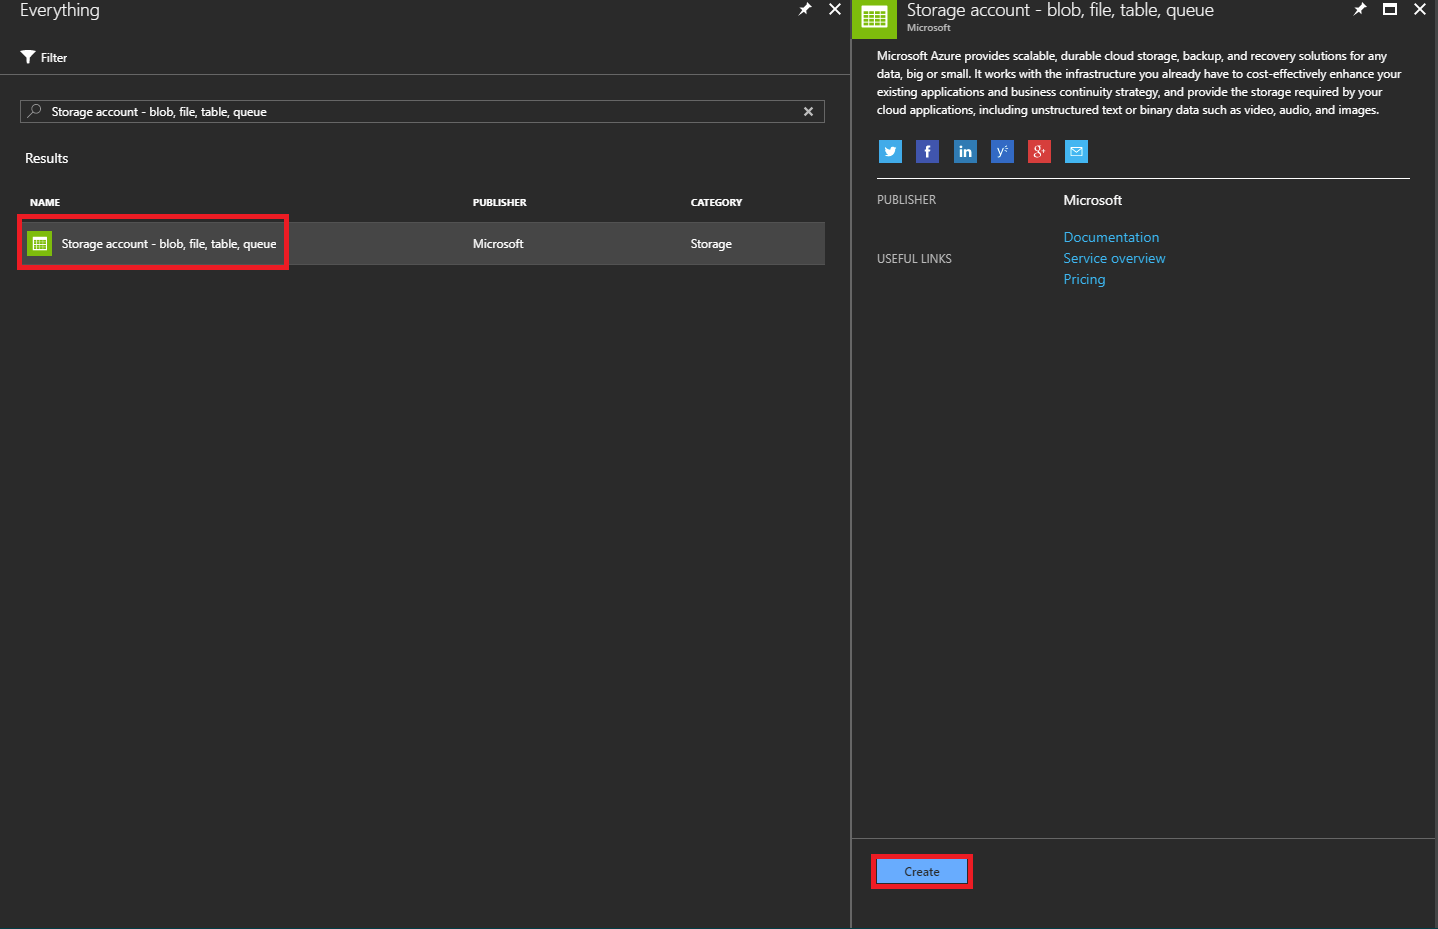 Everything
Filter
Storage account - blob, file, table, queue
Results
NAME PUBLISHER CATEGORY
Storage account - blob, file, table, queue Microsoft Storage
Storage account - blob, file, table, queue
Microsoft
Microsoft Azure provides scalable, durable cloud storage, backup, and recovery solutions for any
data, big or small. It works with the infrastructure you already have to cost-effectively enhance your
existing applications and business continuity strategy, and provide the storage required by your
cloud applications, including unstructured text or binary data such as video, audio, and images.
PUBLISHER Microsoft
Documentation
USEFUL LINKS Service overview
Pricing
Create